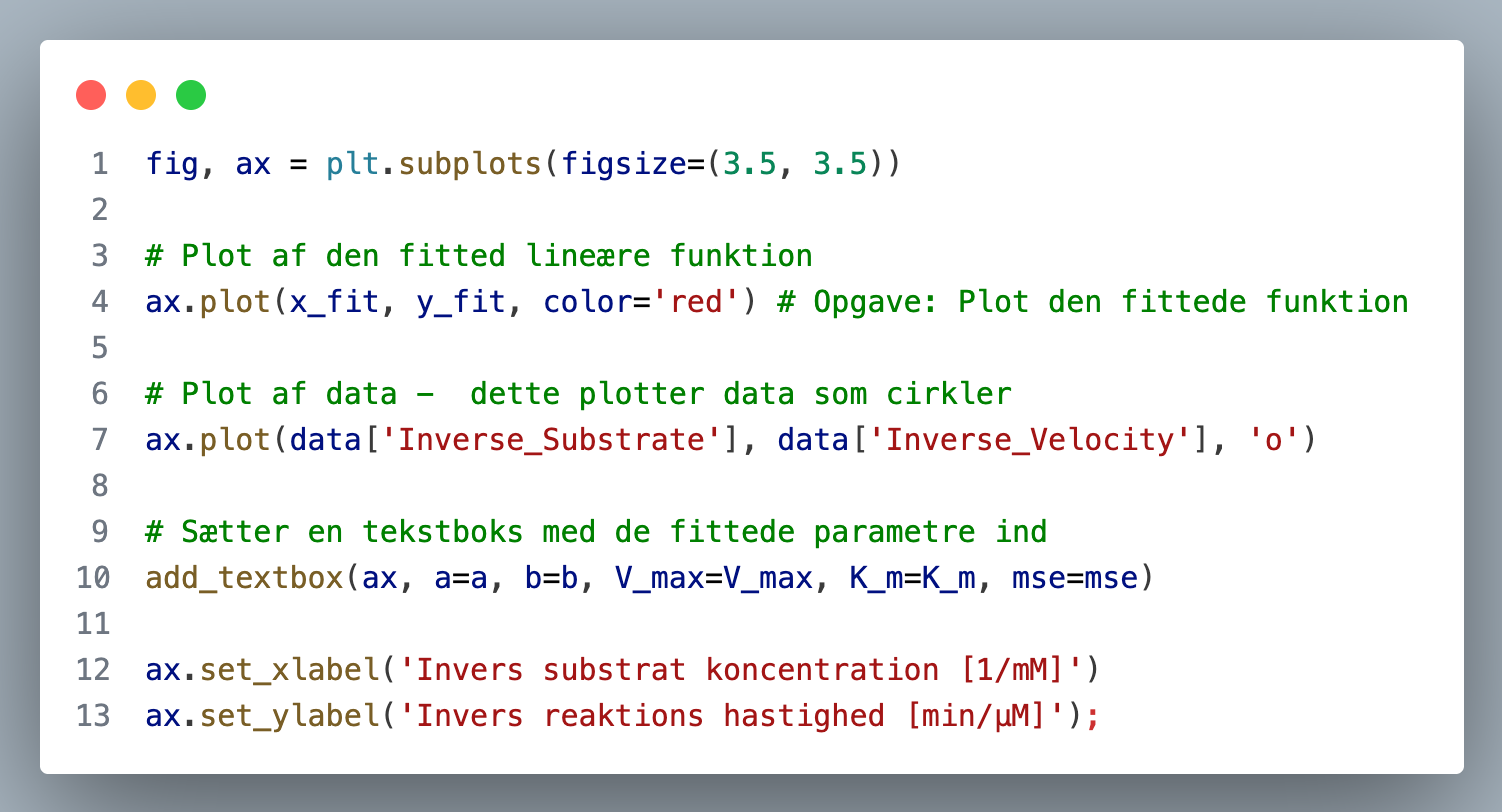 1 fig, ax = plt.subplots(figsize=(3.5, 3.5))
2
3 # Plot af den fitted lineære funktion
4 ax.plot(x_fit, y_fit, color='red') # Opgave: Plot den fittede funktion
5
6 # Plot af data –  dette plotter data som cirkler
7 ax.plot(data['Inverse_Substrate'], data['Inverse_Velocity'], 'o')
8
9 # Sætter en tekstboks med de fittede parametre ind
10 add_textbox(ax, a=a, b=b, V_max=V_max, K_m=K_m, mse=mse)
11
12 ax.set_xlabel('Invers substrat koncentration [1/mM]')
13 ax.set_ylabel('Invers reaktions hastighed [min/µM]');